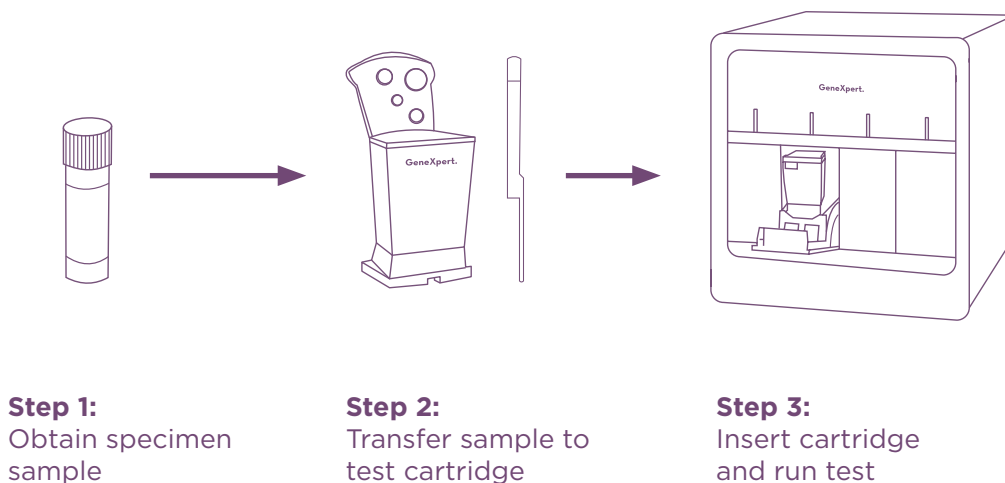 GeneXpert.
GeneXpert.
Step 1:
Obtain specimen
sample
Step 2:
Transfer sample to
test cartridge
Step 3:
Insert cartridge
and run test